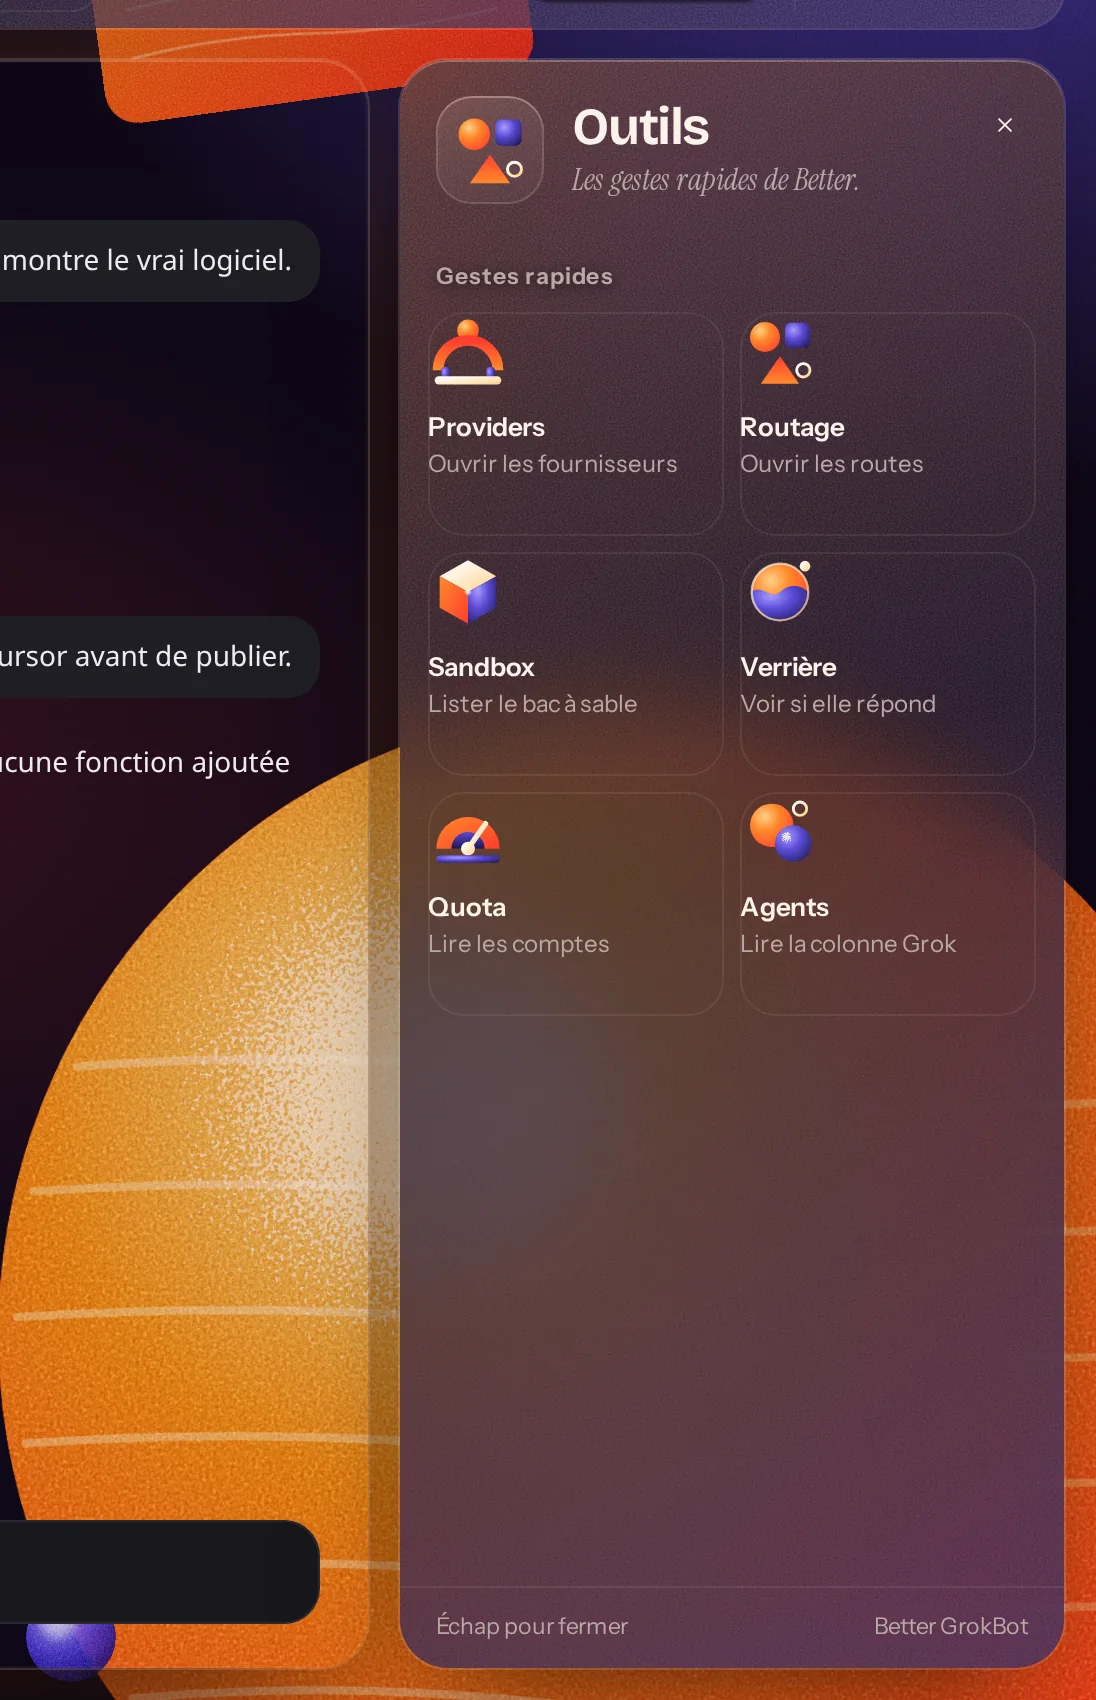 montre le vrai logiciel.
ursor avant de publier.
ucune fonction ajoutée
Outils
Les gestes rapides de Better.
Gestes rapides
Providers
Ouvrir les fournisseurs
Routage
Ouvrir les routes
Sandbox
Lister le bac à sable
Verrière
Voir si elle répond
Quota
Lire les comptes
Agents
Lire la colonne Grok
Échap pour fermer
Better GrokBot